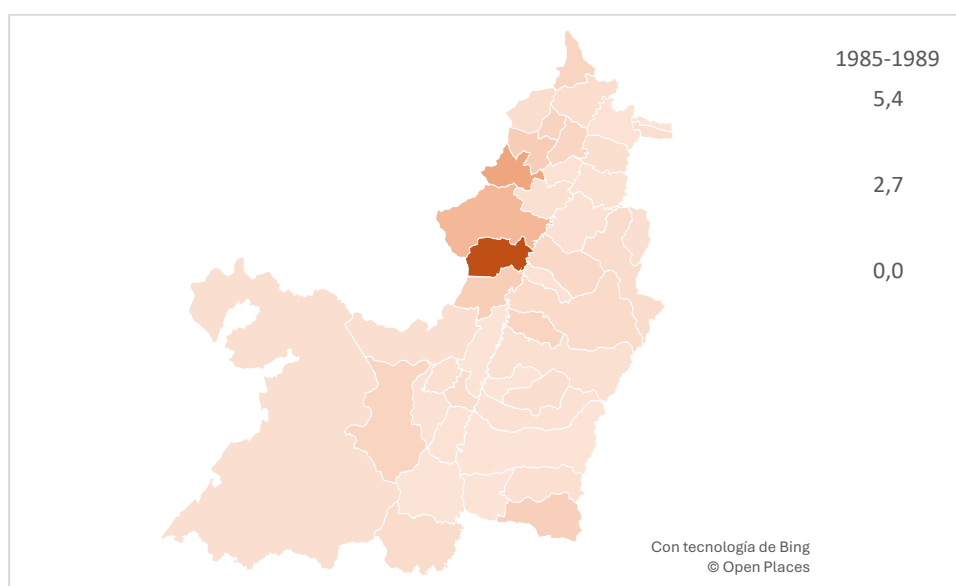 1985-1989
5,4
2,7
0,0
Con tecnología de Bing
© Open Places